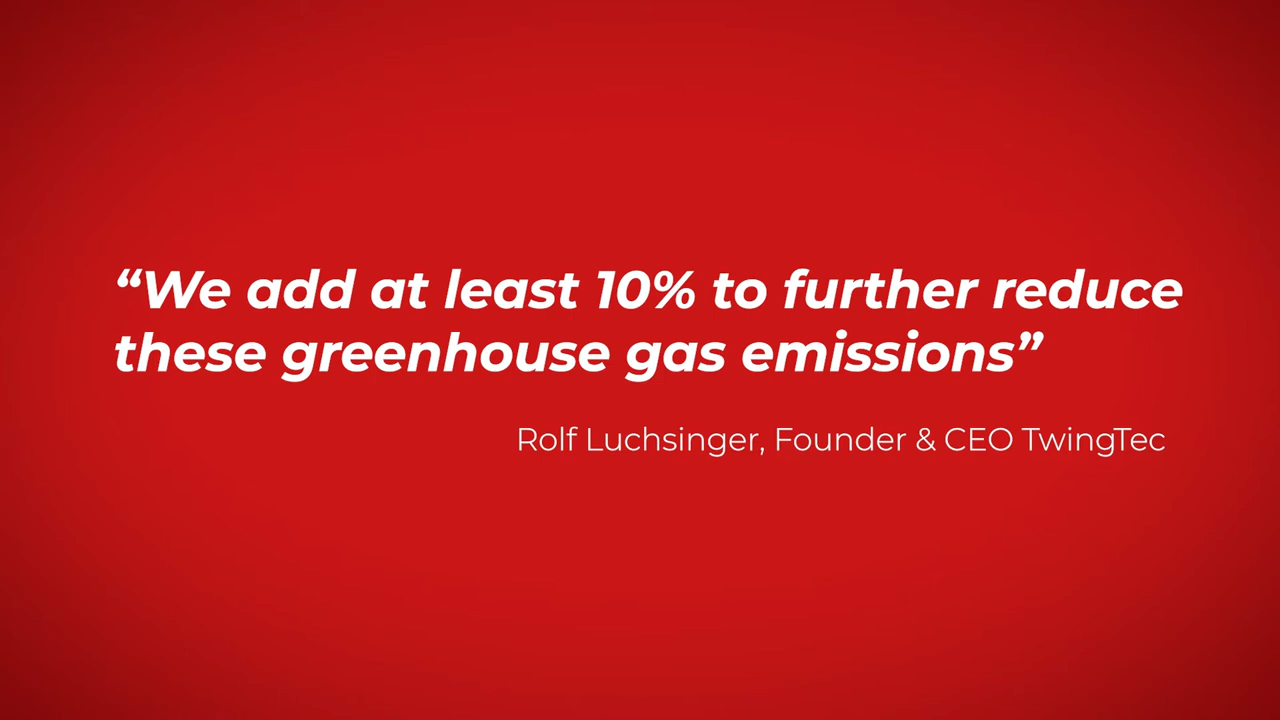 “We add at least 10% to further reduce
these greenhouse gas emissions”
Rolf Luchsinger, Founder & CEO TwingTec